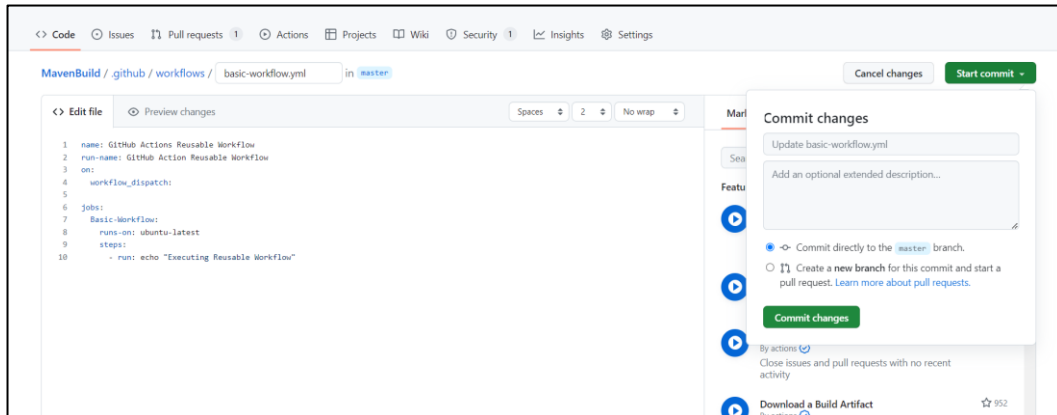 Code Issues Pull requests 1 Actions Projects Wiki Security 1 Insights Settings
MavenBuild / .github / workflows / basic-workflow.yml in master
Cancel changes Start commit
Edit file Preview changes
Spaces 2 No wrap
1 name: GitHub Actions Reusable Workflow
2 run-name: GitHub Action Reusable Workflow
3 on:
4 workflow_dispatch:
5
6 jobs:
7 Basic-Workflow:
8 runs-on: ubuntu-latest
9 steps:
10 - run: echo "Executing Reusable Workflow"
Commit changes
Update basic-workflow.yml
Add an optional extended description...
Commit directly to the master branch.
Create a new branch for this commit and start a
pull request. Learn more about pull requests.
Commit changes
By actions
Close issues and pull requests with no recent
activity
Download a Build Artifact 952